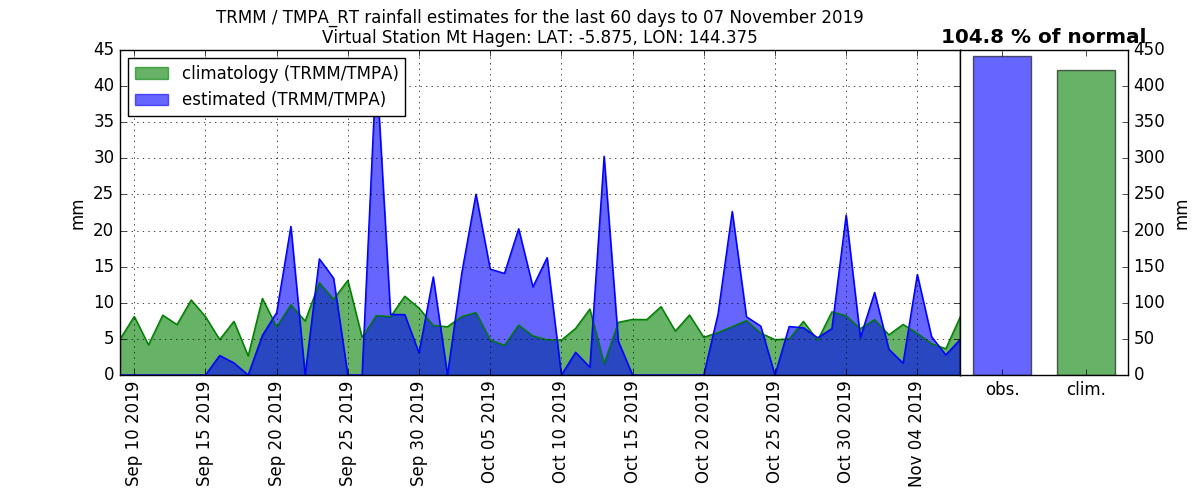 TRMM / TMPA_RT rainfall estimates for the last 60 days to 07 November 2019
Virtual Station Mt Hagen: LAT: -5.875, LON: 144.375
104.8 % of normal
climatology (TRMM/TMPA)
estimated (TRMM/TMPA)
mm
45
40
35
30
25
20
15
10
5
0
Sep 10 2019
Sep 15 2019
Sep 20 2019
Sep 25 2019
Sep 30 2019
Oct 05 2019
Oct 10 2019
Oct 15 2019
Oct 20 2019
Oct 25 2019
Oct 30 2019
Nov 04 2019
450
400
350
300
250
200
150
100
50
0
mm
obs.
clim.